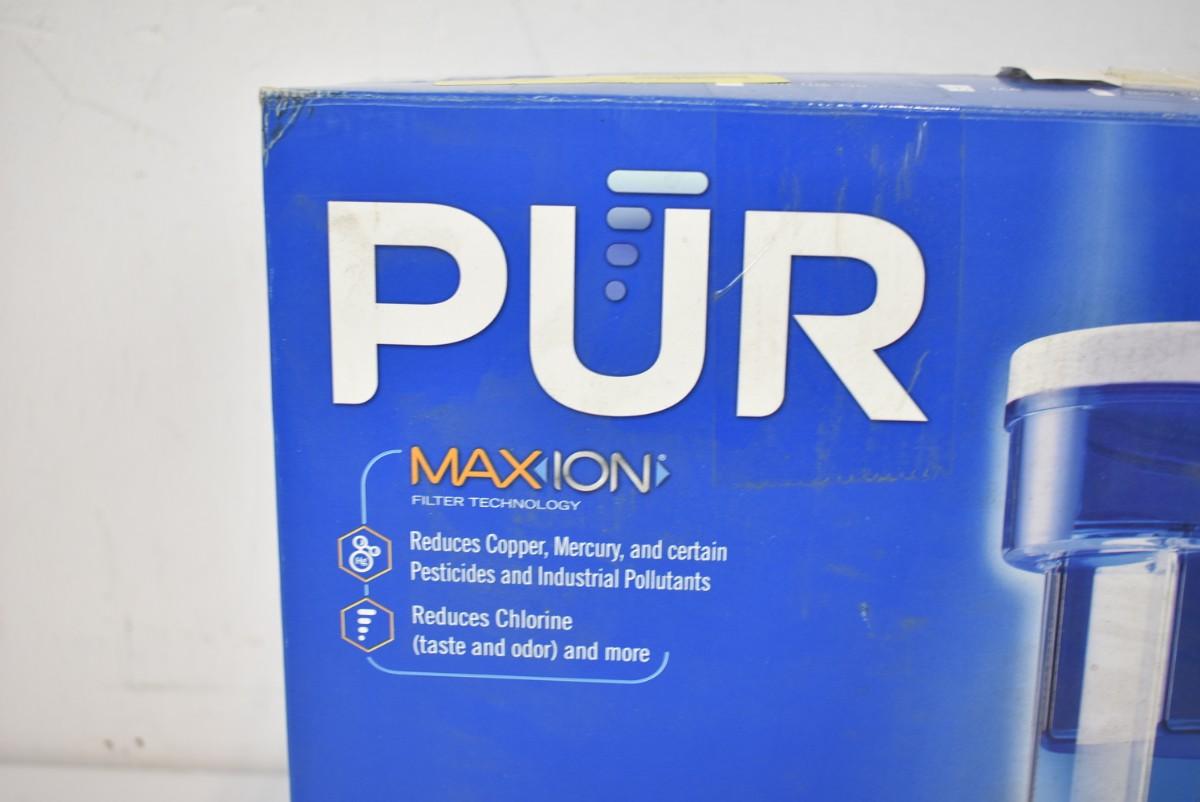 PŪR
MAXION®
FILTER TECHNOLOGY
Reduces Copper, Mercury, and certain
Pesticides and Industrial Pollutants
Reduces Chlorine
(taste and odor) and more